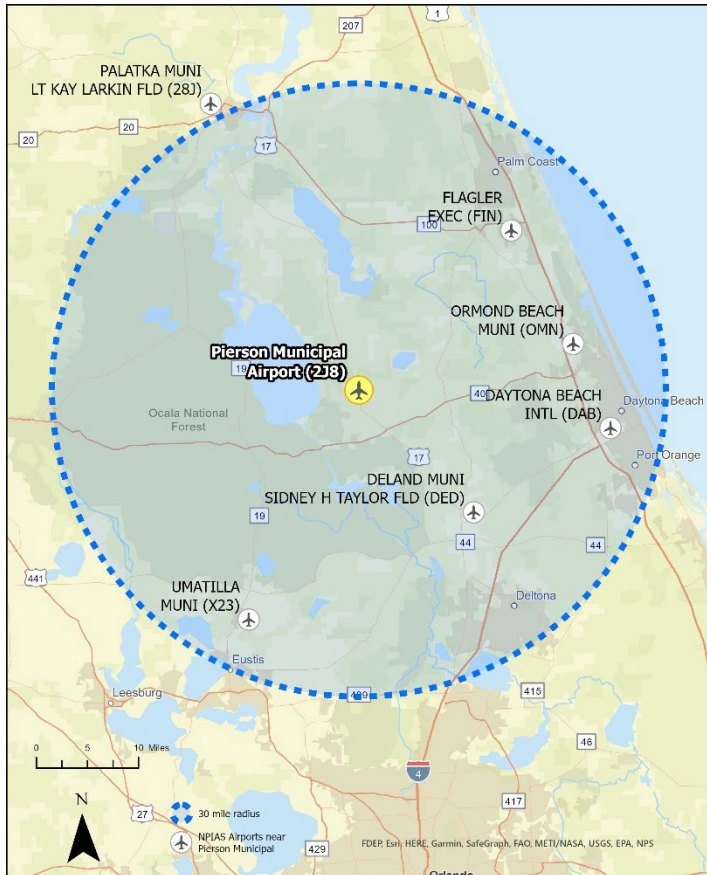 1
207
PALATKA MUNI
LT KAY LARKIN FLD (28J)
20
20
17
Palm Coast
FLAGLER
EXEC (FIN)
100
ORMOND BEACH
MUNI (OMN)
Pierson Municipal
Airport (2J8)
19
40
DAYTONA BEACH
INTL (DAB)
Daytona Beach
Ocala National
Forest
17
Port Orange
DELAND MUNI
SIDNEY H TAYLOR FLD (DED)
19
44
44
441
UMATILLA
MUNI (X23)
Deltona
Eustis
Leesburg
415
46
0 5 10 Miles
4
N
27
30 mile radius
417
NPIAS Airports near
Pierson Municipal
429
FDEP, Esri, HERE, Garmin, SafeGraph, FAO, METI/NASA, USGS, EPA, NPS
Orlando